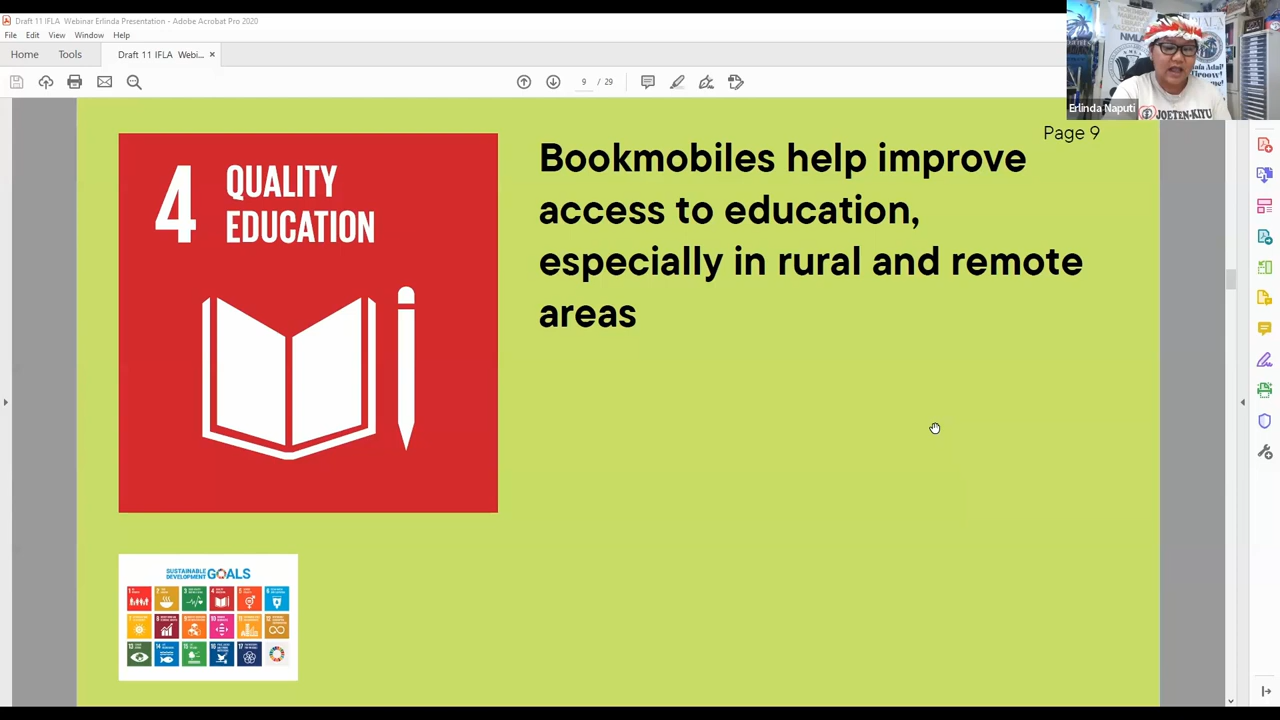 Draft 11 IFLA Webinar Erlinda Presentation - Adobe Acrobat Pro 2020
File Edit View Window Help
Home Tools Draft 11 IFLA Webi... ×
9 / 29
Erlinda Naputi
JOETEN-KIYU
Page 9
4 QUALITY
EDUCATION
Bookmobiles help improve
access to education,
especially in rural and remote
areas
SUSTAINABLE
DEVELOPMENT GOALS